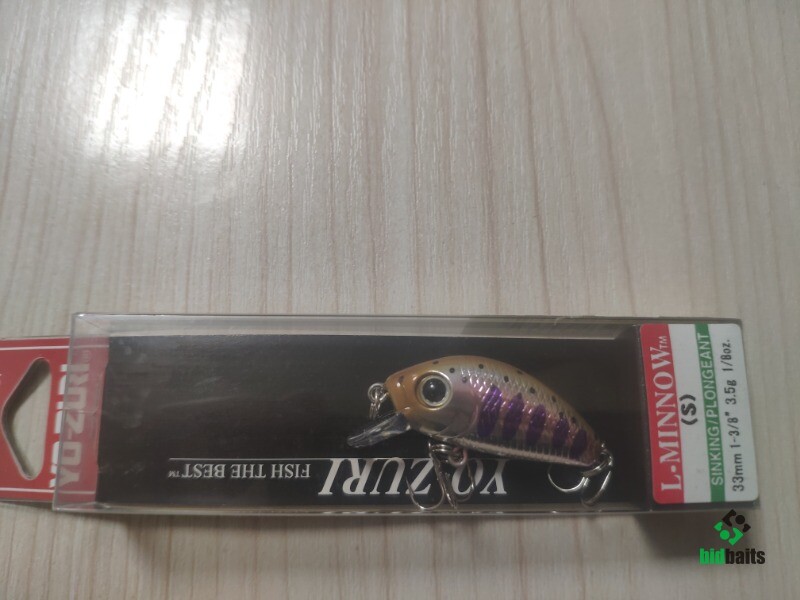 YO-ZURI
YO-ZURI
FISH THE BEST™
L-MINNOW™
(S)
SINKING/PLONGEANT
33mm 1-3/8" 3.5g 1/8oz.
bidbaits